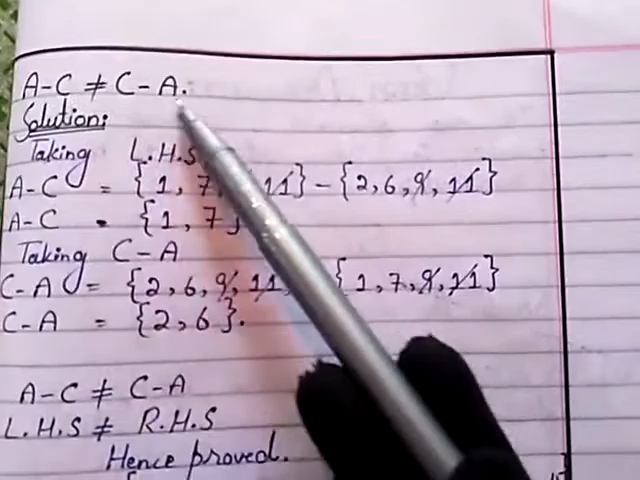 A-C ≠ C-A.
Solution:
Taking L.H.S
A-C = {1, 7, 11} - {2, 6, 9, 11}
A-C = {1, 7}
Taking C-A
C-A = {2, 6, 9, 11 {1, 7, 9, 11}
C-A = {2, 6}.
A-C ≠ C-A
L.H.S ≠ R.H.S
Hence proved.